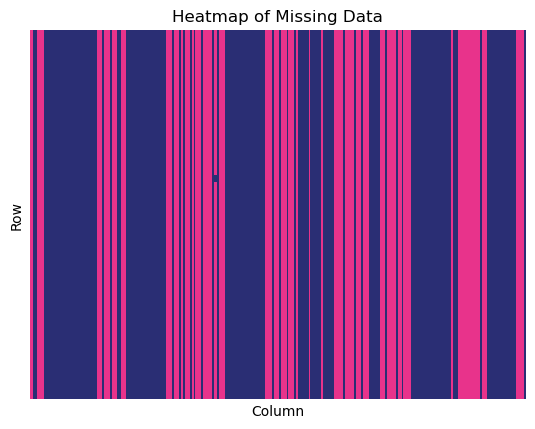 Heatmap of Missing Data
Row
Column